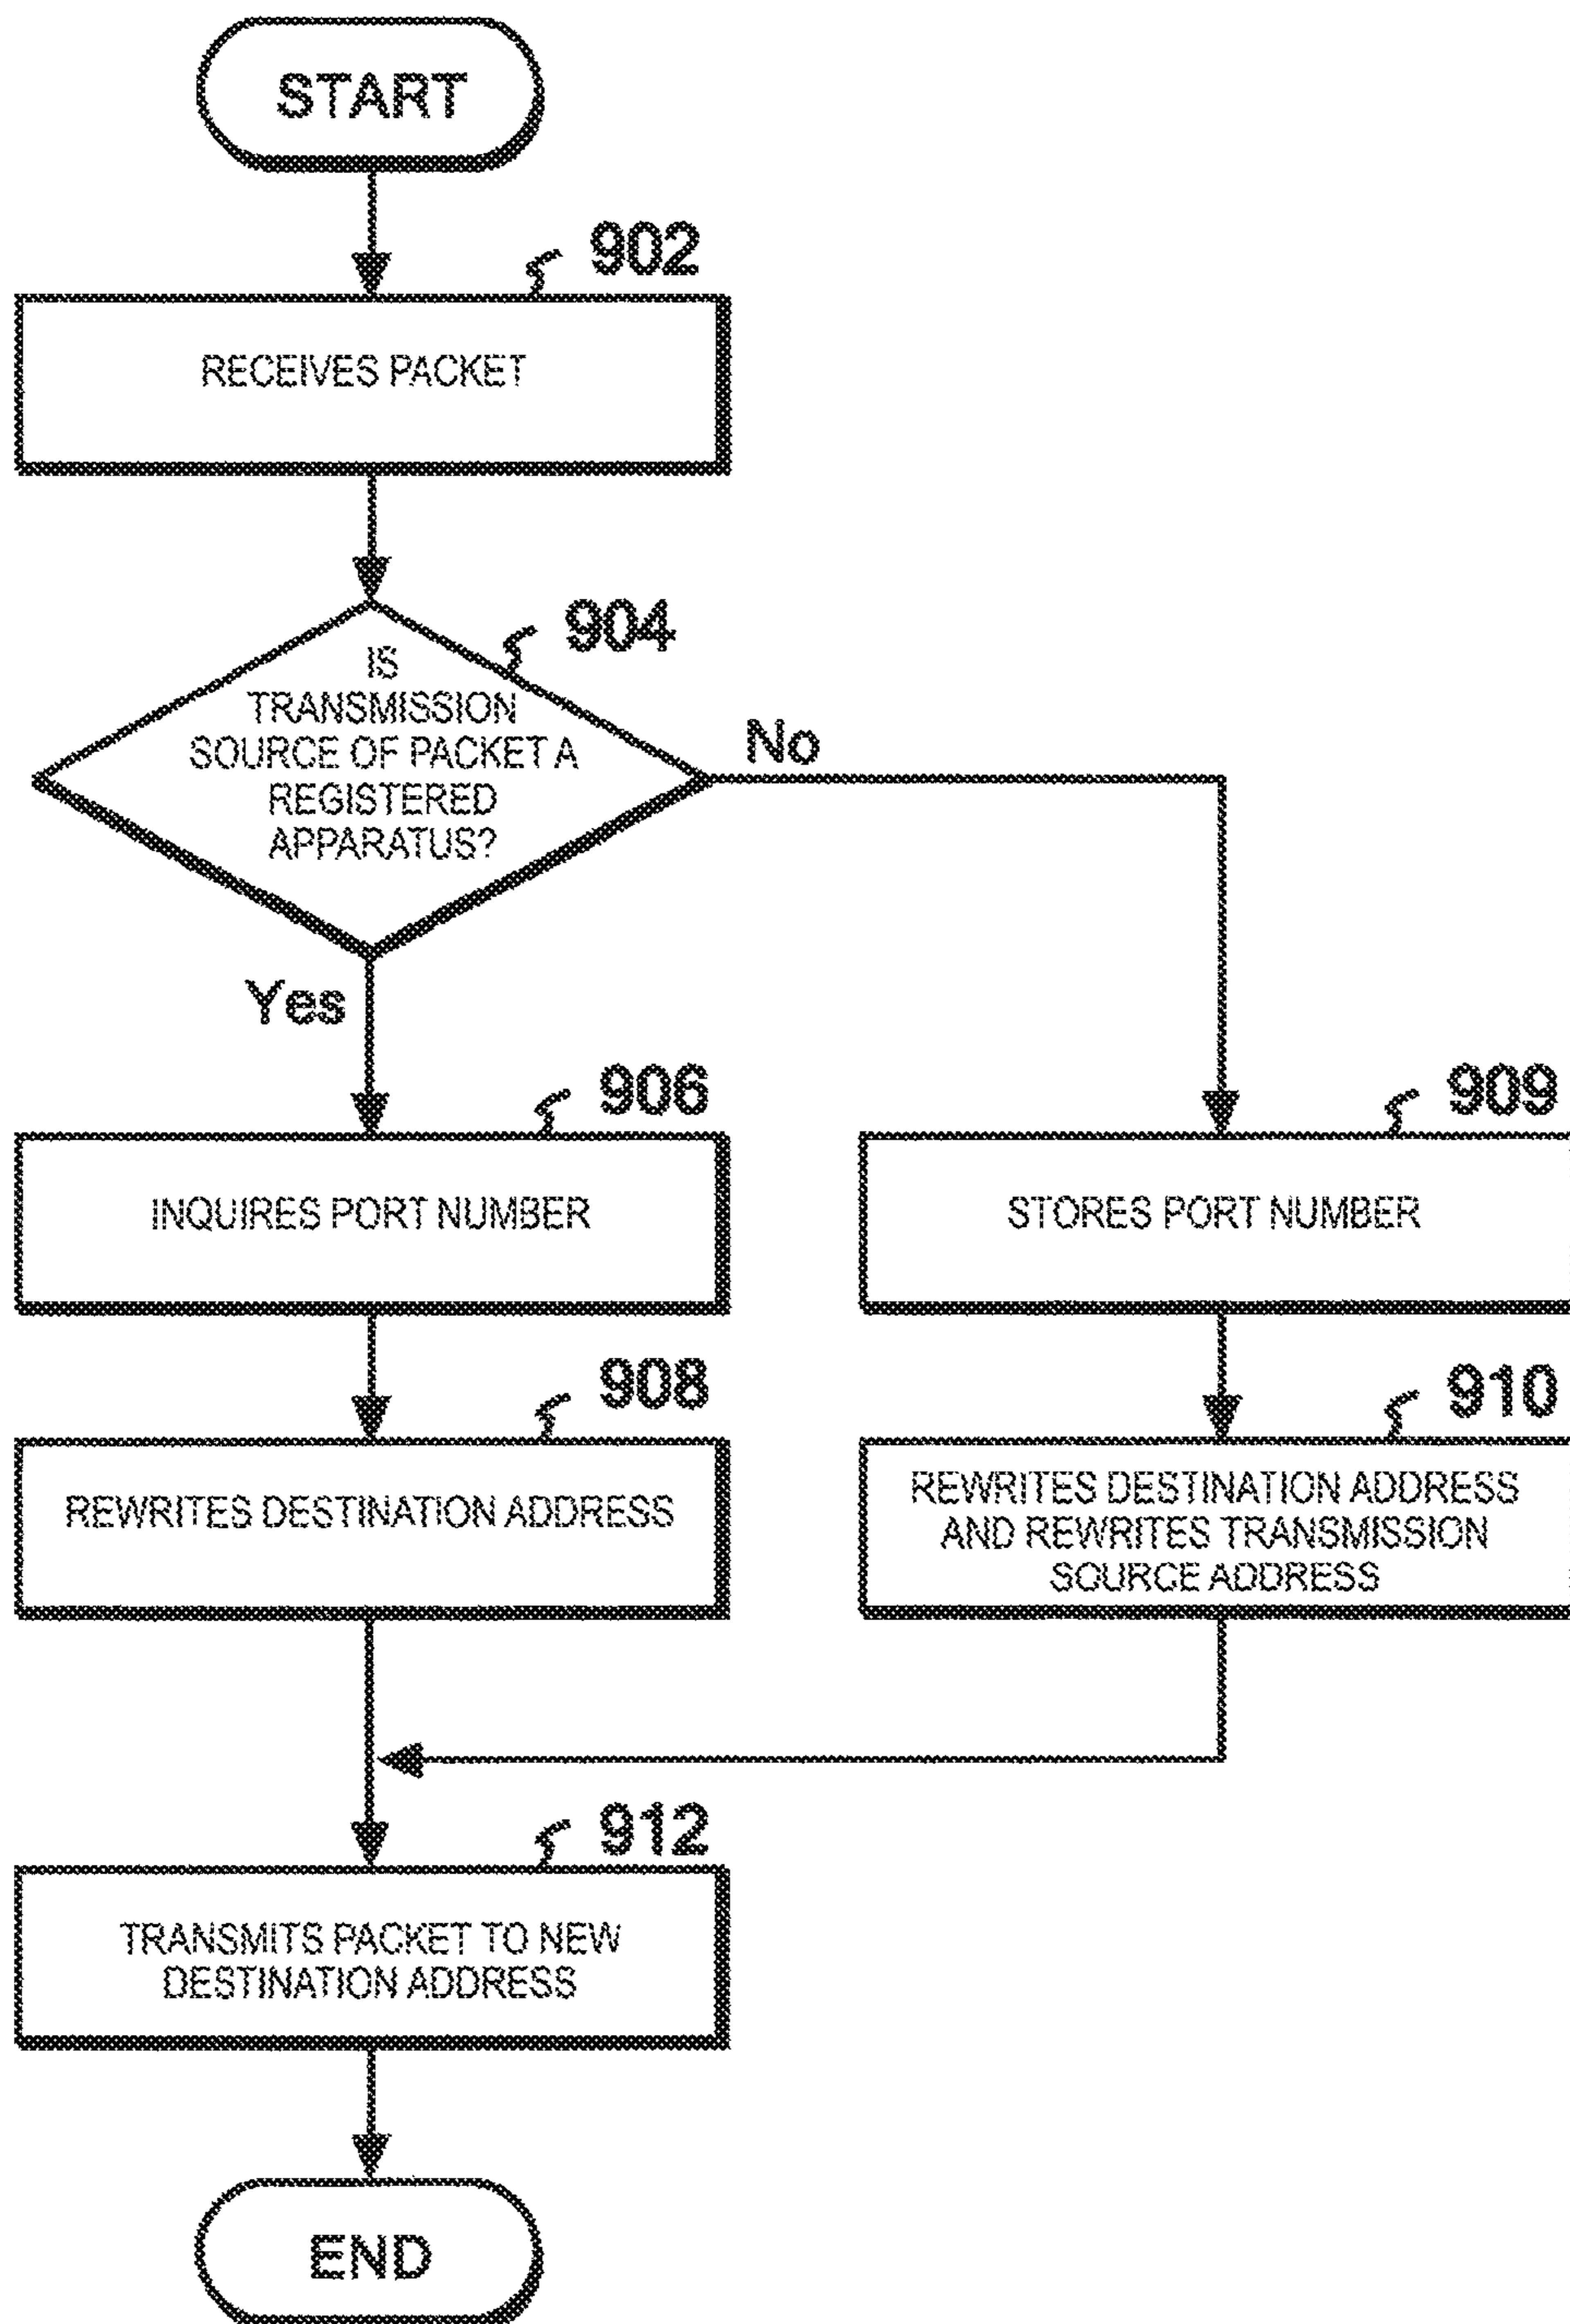 START
902
RECEIVES PACKET
904
IS
TRANSMISSION
SOURCE OF PACKET A
REGISTERED
APPARATUS?
No
Yes
906
INQUIRES PORT NUMBER
909
STORES PORT NUMBER
908
REWRITES DESTINATION ADDRESS
910
REWRITES DESTINATION ADDRESS
AND REWRITES TRANSMISSION
SOURCE ADDRESS
912
TRANSMITS PACKET TO NEW
DESTINATION ADDRESS
END